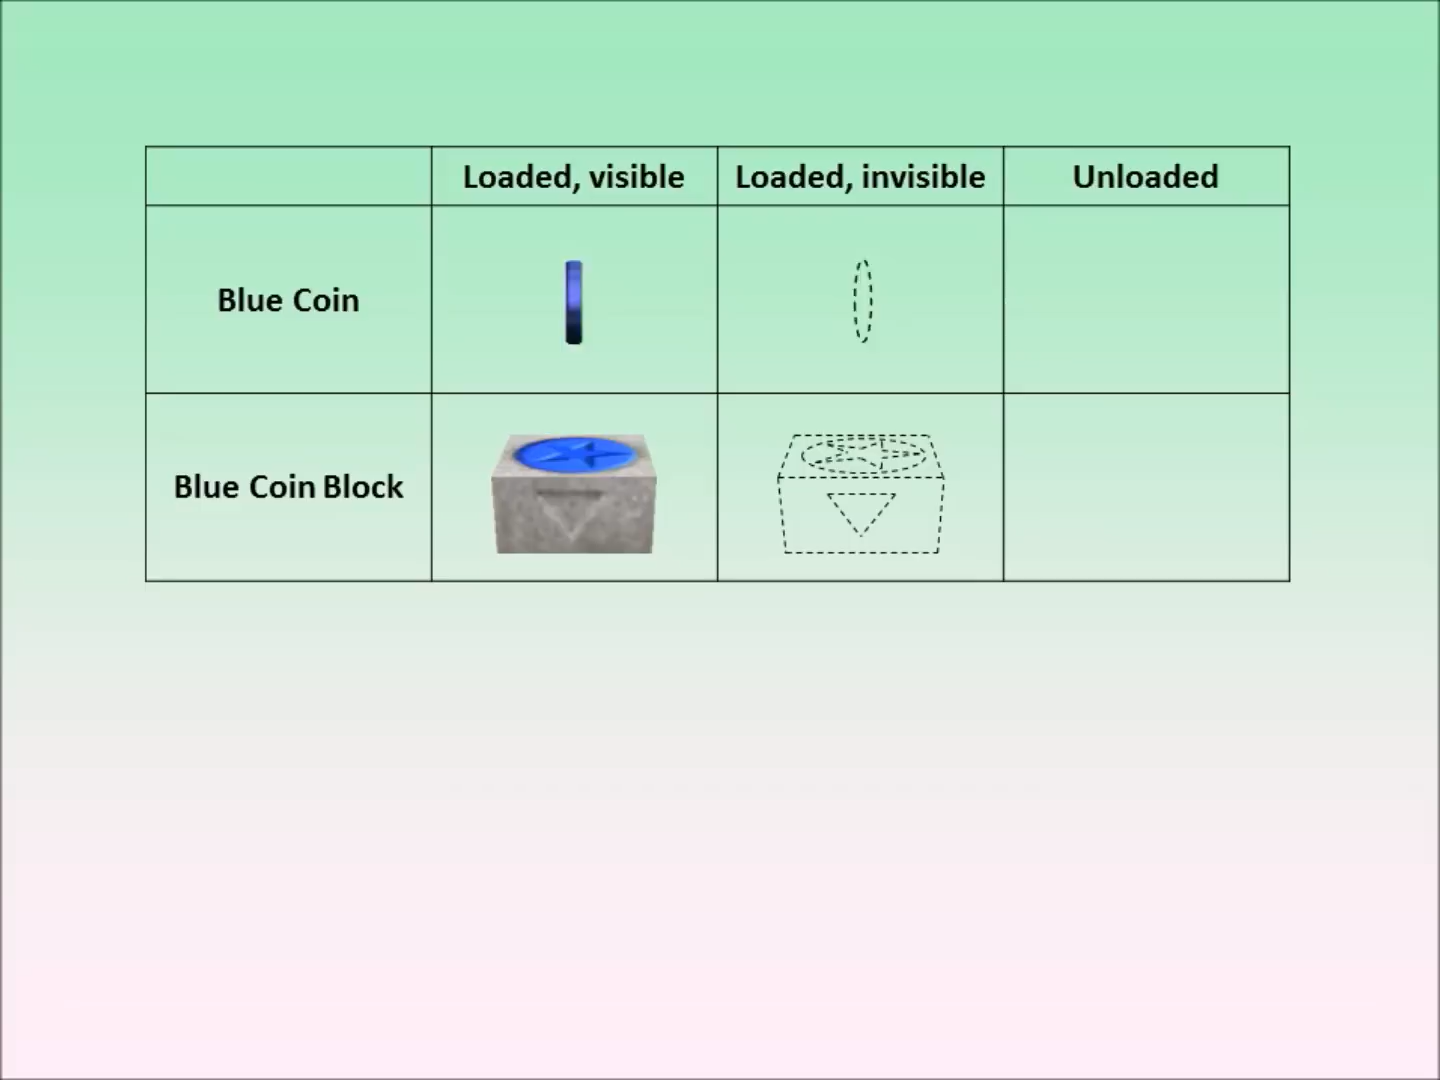 Loaded, visible
Loaded, invisible
Unloaded
Blue Coin
Blue Coin Block